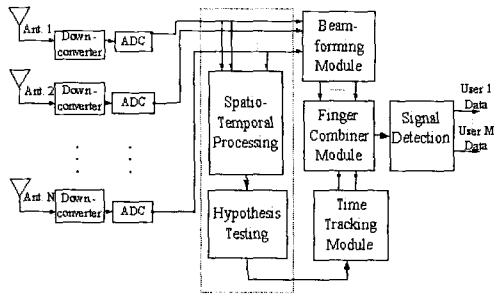 Ant. 1
Down-
converter
ADC
Ant. 2
Down-
converter
ADC
Ant. N
Down-
converter
ADC
Spatio-
Temporal
Processing
Hypothesis
Testing
Beam-
forming
Module
Finger
Combiner
Module
Time
Tracking
Module
Signal
Detection
User 1
Data
User M
Data